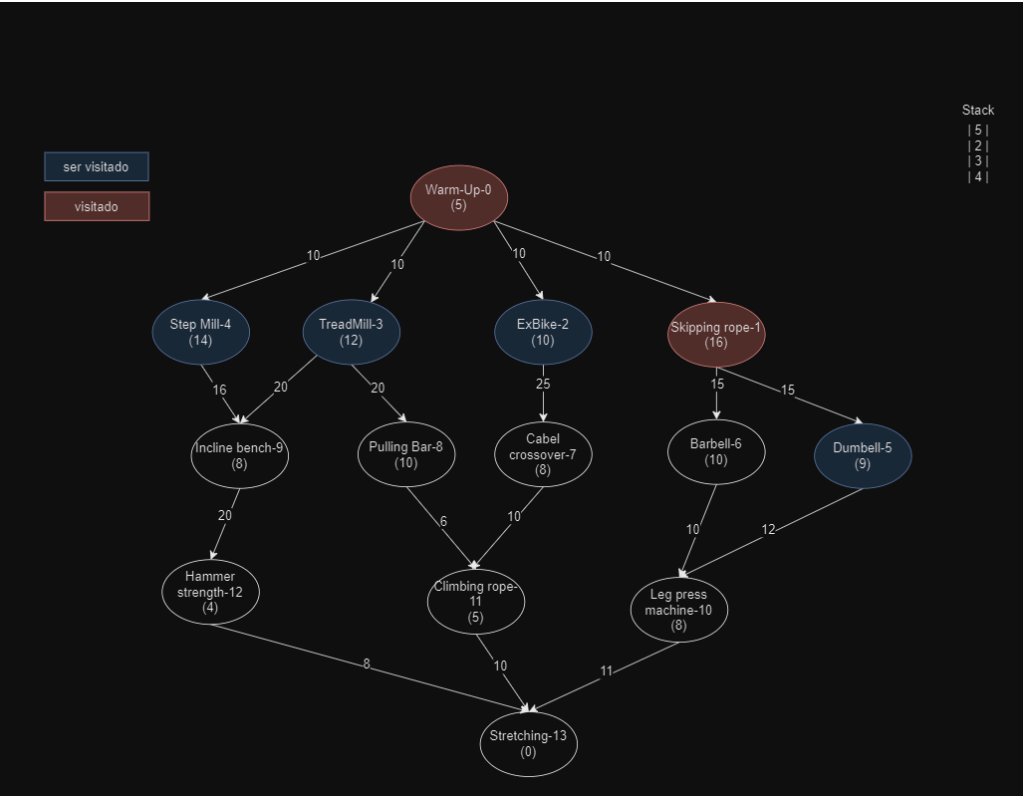 Stack
| 5 |
| 2 |
| 3 |
| 4 |
ser visitado
visitado
Warm-Up-0
(5)
10
10
10
10
Step Mill-4
(14)
TreadMill-3
(12)
ExBike-2
(10)
Skipping rope-1
(16)
16
20
20
25
15
15
Incline bench-9
(8)
Pulling Bar-8
(10)
Cabel
crossover-7
(8)
Barbell-6
(10)
Dumbell-5
(9)
20
6
10
10
12
Hammer
strength-12
(4)
Climbing rope-
11
(5)
Leg press
machine-10
(8)
8
10
11
Stretching-13
(0)